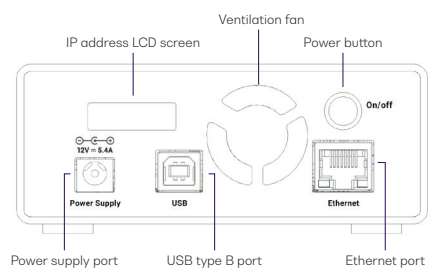 Ventilation fan
IP address LCD screen
Power button
On/off
12V 5.4A
Power Supply
USB
Ethernet
Power supply port
USB type B port
Ethernet port